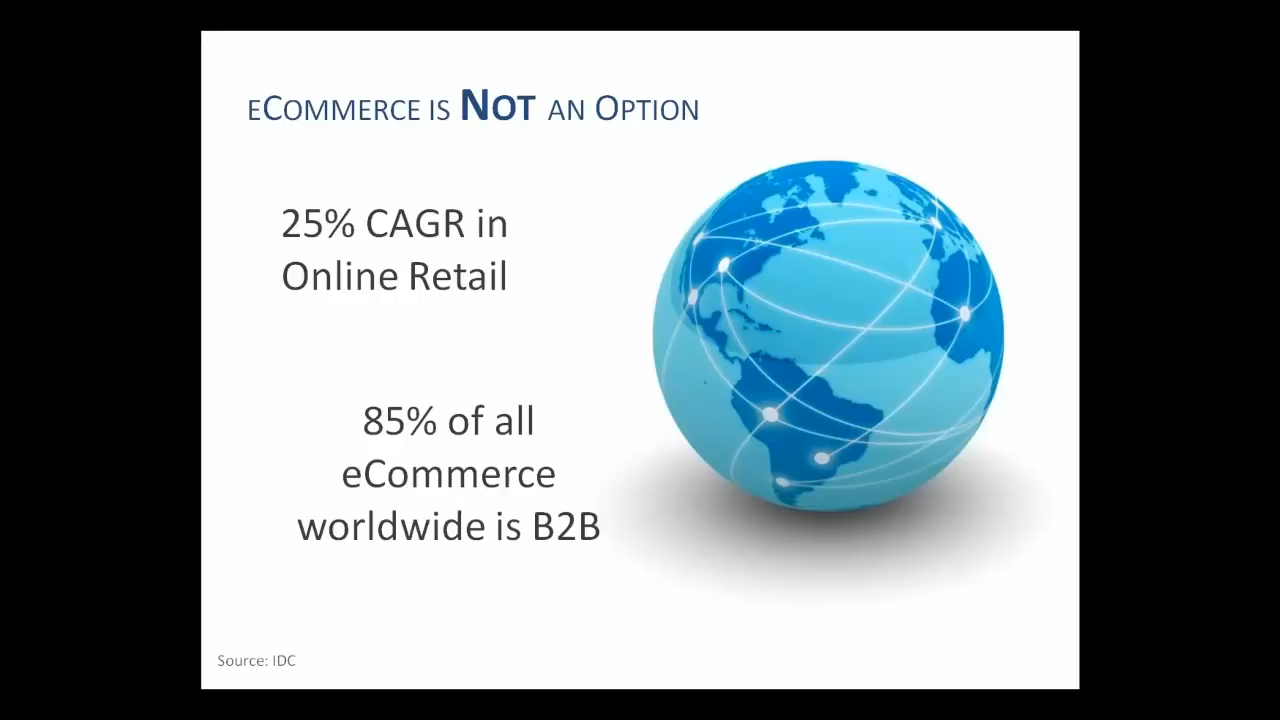 eCommerce is Not an Option
25% CAGR in
Online Retail
85% of all
eCommerce
worldwide is B2B
Source: IDC